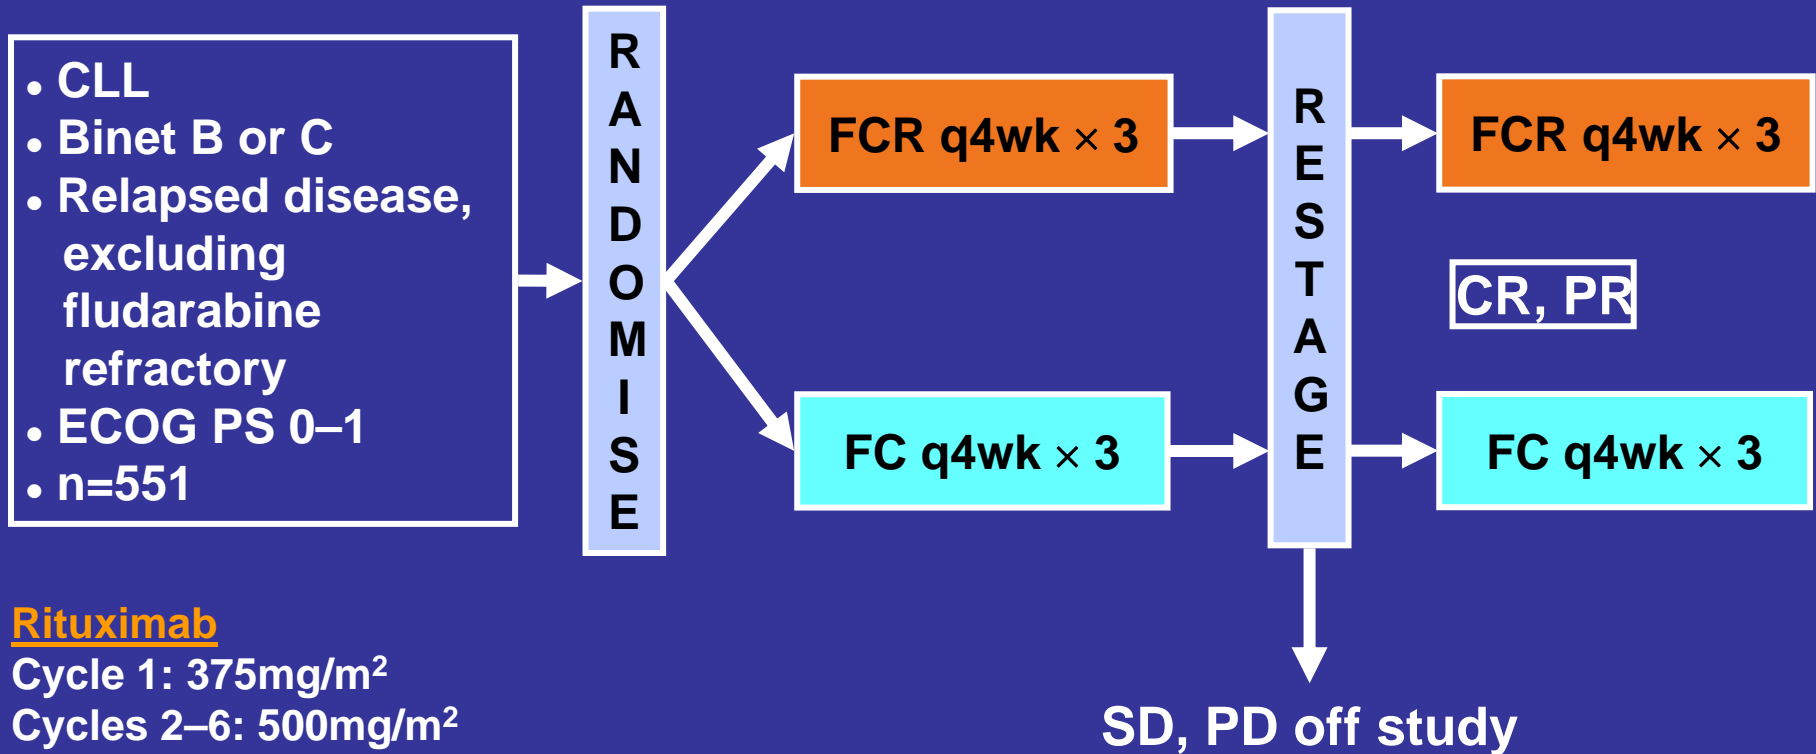 • CLL
• Binet B or C
• Relapsed disease,
excluding
fludarabine
refractory
• ECOG PS 0–1
• n=551
RANDOMISE
FCR q4wk × 3
FC q4wk × 3
RESTAGE
FCR q4wk × 3
CR, PR
FC q4wk × 3
Rituximab
Cycle 1: 375mg/m²
Cycles 2–6: 500mg/m²
SD, PD off study